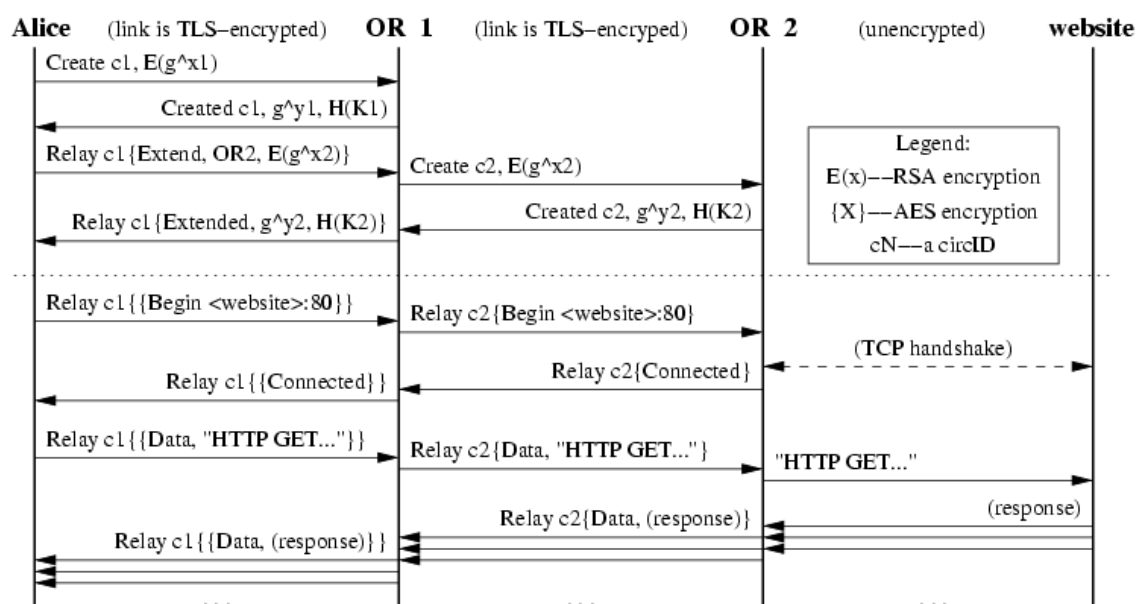 Alice (link is TLS–encrypted) OR 1 (link is TLS–encryped) OR 2 (unencrypted) website
Create c1, E(g^x1)
Created c1, g^y1, H(K1)
Relay c1{Extend, OR2, E(g^x2)}
Create c2, E(g^x2)
Created c2, g^y2, H(K2)
Relay c1{Extended, g^y2, H(K2)}
Legend:
E(x)––RSA encryption
{X}––AES encryption
cN––a circID
Relay c1{{Begin <website>:80}}
Relay c2{Begin <website>:80}
(TCP handshake)
Relay c2{Connected}
Relay c1{{Connected}}
Relay c1{{Data, "HTTP GET..."}}
Relay c2{Data, "HTTP GET..."}
"HTTP GET..."
(response)
Relay c2{Data, (response)}
Relay c1{{Data, (response)}}
... ... ...